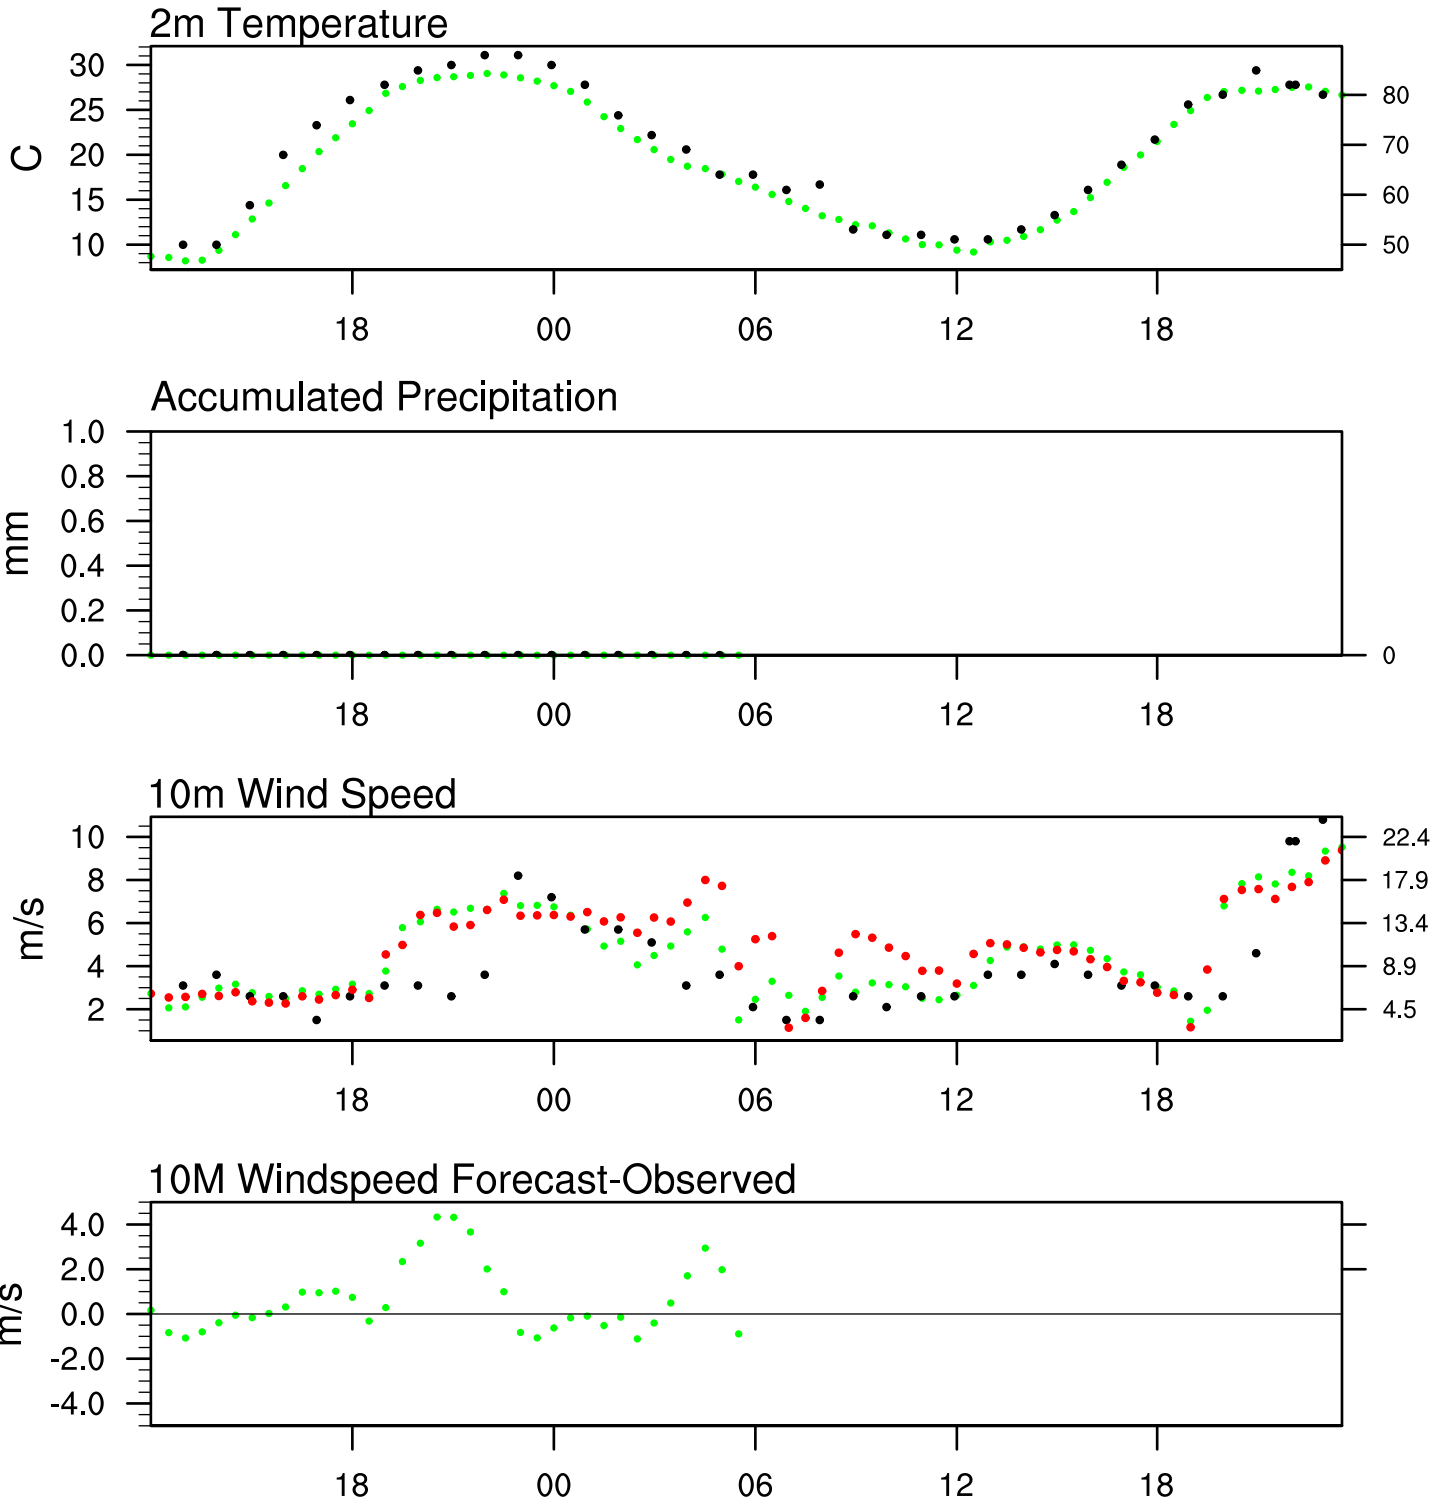 2m Temperature
30
25
20
15
10
C
80
70
60
50
18 00 06 12 18
Accumulated Precipitation
1.0
0.8
0.6
0.4
0.2
0.0
mm
0
18 00 06 12 18
10m Wind Speed
10
8
6
4
2
m/s
22.4
17.9
13.4
8.9
4.5
18 00 06 12 18
10M Windspeed Forecast-Observed
4.0
2.0
0.0
-2.0
-4.0
m/s
18 00 06 12 18